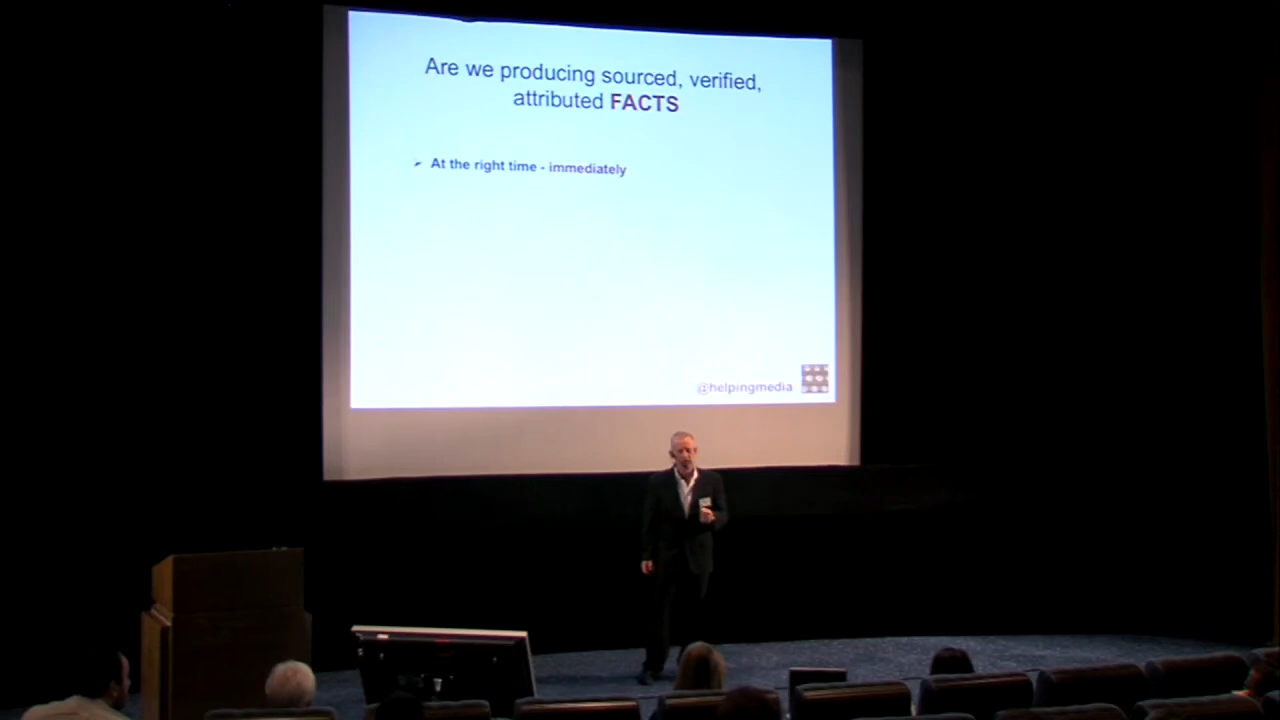 Are we producing sourced, verified,
attributed FACTS
At the right time - immediately
@helpingmedia